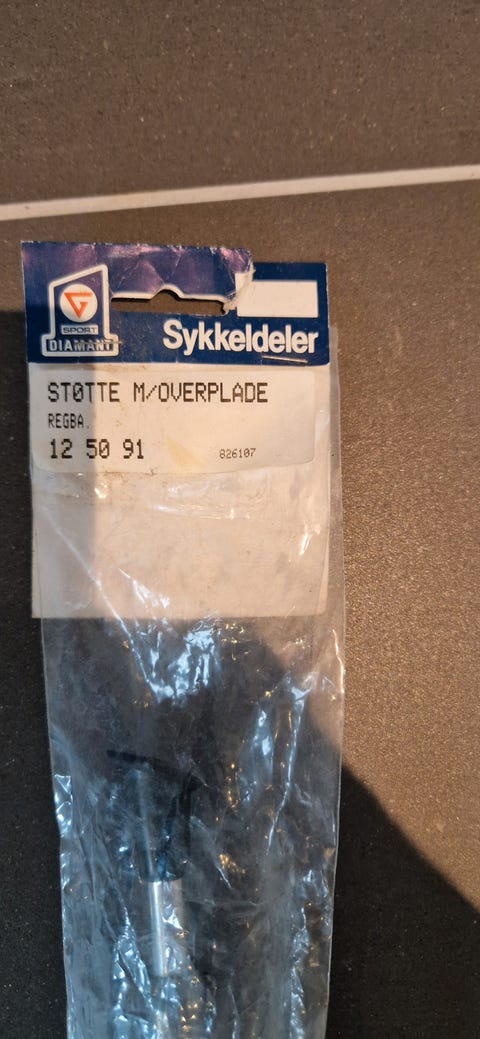 SPORT
DIAMANT
Sykkeldeler
STØTTE M/OVERPLADE
REGBA.
12 50 91
826107